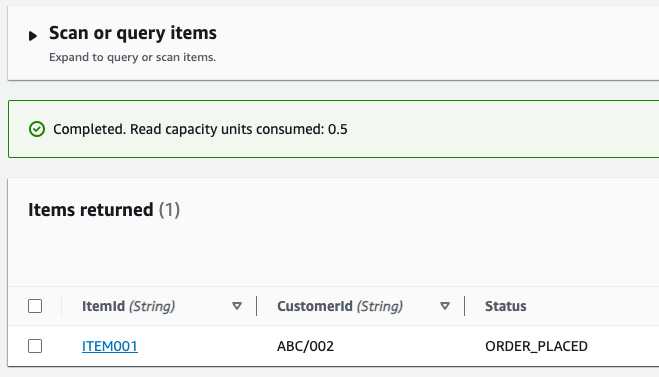 Scan or query items
Expand to query or scan items.
Completed. Read capacity units consumed: 0.5
Items returned (1)
ItemId (String) CustomerId (String) Status
ITEM001 ABC/002 ORDER_PLACED